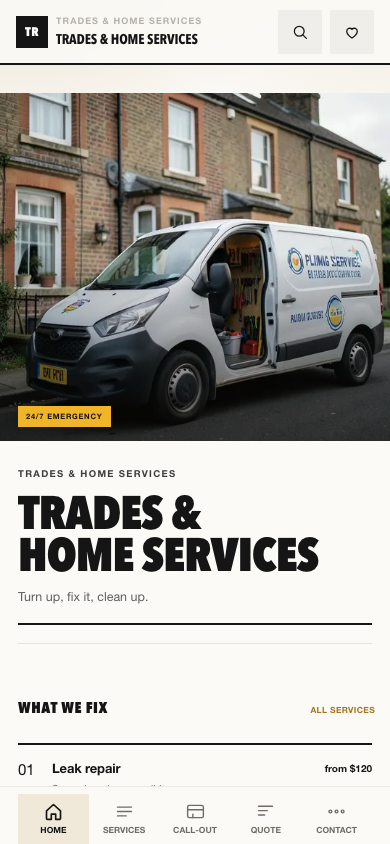 TR
TRADES & HOME SERVICES
TRADES & HOME SERVICES
24/7 EMERGENCY
TRADES & HOME SERVICES
TRADES &
HOME SERVICES
Turn up, fix it, clean up.
WHAT WE FIX
ALL SERVICES
01 Leak repair from $120
HOME SERVICES CALL-OUT QUOTE CONTACT